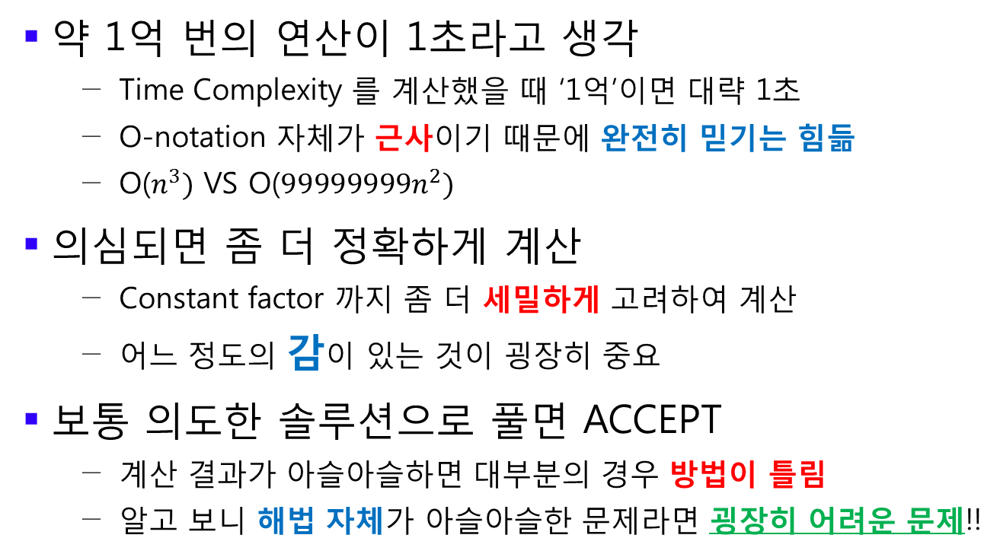 ▪ 약 1억 번의 연산이 1초라고 생각
– Time Complexity 를 계산했을 때 ‘1억’이면 대략 1초
– O-notation 자체가 근사이기 때문에 완전히 믿기는 힘듦
– O(𝑛³) VS O(99999999𝑛²)
▪ 의심되면 좀 더 정확하게 계산
– Constant factor 까지 좀 더 세밀하게 고려하여 계산
– 어느 정도의 감이 있는 것이 굉장히 중요
▪ 보통 의도한 솔루션으로 풀면 ACCEPT
– 계산 결과가 아슬아슬하면 대부분의 경우 방법이 틀림
– 알고 보니 해법 자체가 아슬아슬한 문제라면 굉장히 어려운 문제!!